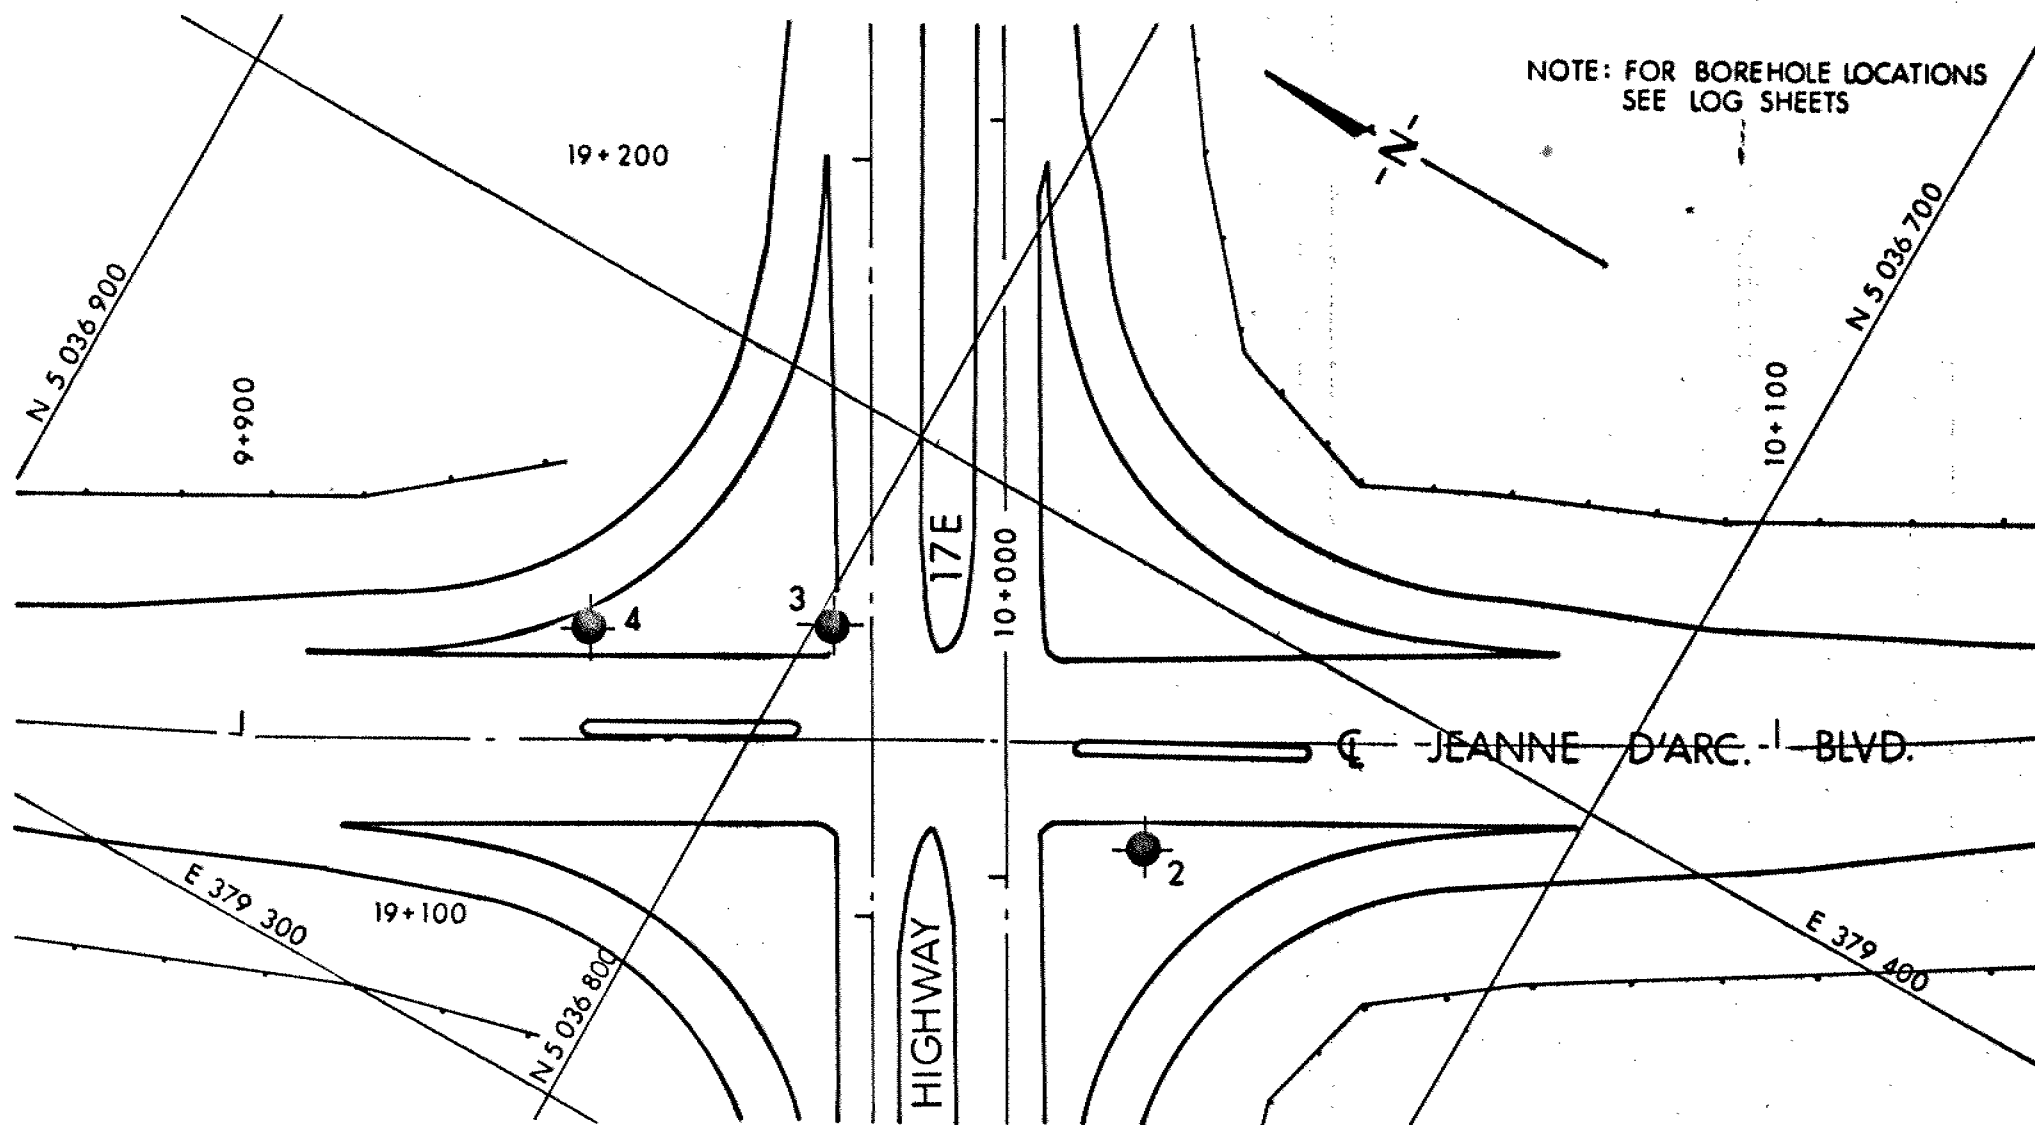 NOTE: FOR BOREHOLE LOCATIONS
SEE LOG SHEETS
19+200
N
N 5 036 900
N 5 036 700
9+900
10+100
17E
10+000
3
4
℄ JEANNE D'ARC. BLVD.
2
E 379 300
19+100
N 5 036 800
HIGHWAY
E 379 400